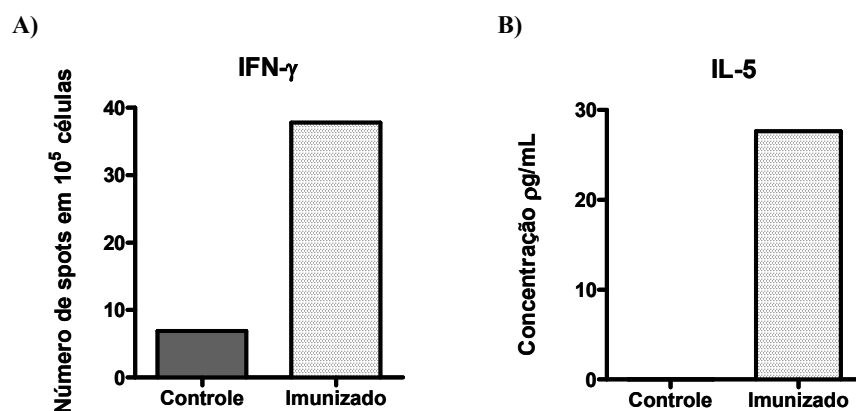 A)
IFN-γ
Número de spots em 10⁵ células
40
30
20
10
0
Controle
Imunizado
B)
IL-5
Concentração ρg/mL
30
20
10
0
Controle
Imunizado